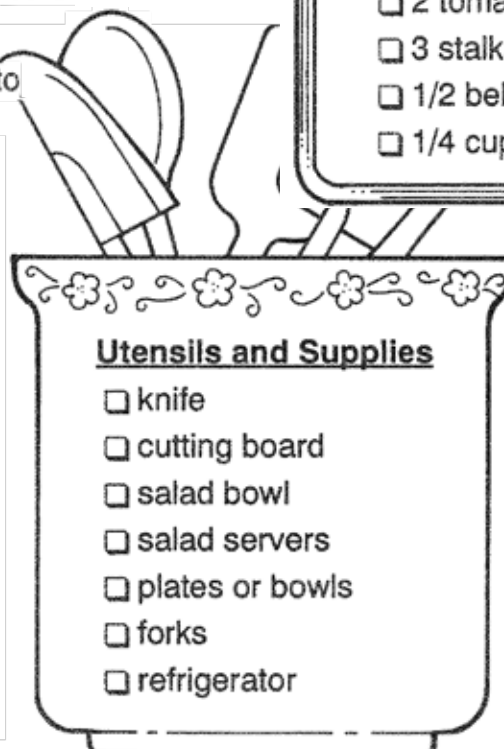 to
2 toma
3 stalk
1/2 bel
1/4 cup
Utensils and Supplies
knife
cutting board
salad bowl
salad servers
plates or bowls
forks
refrigerator